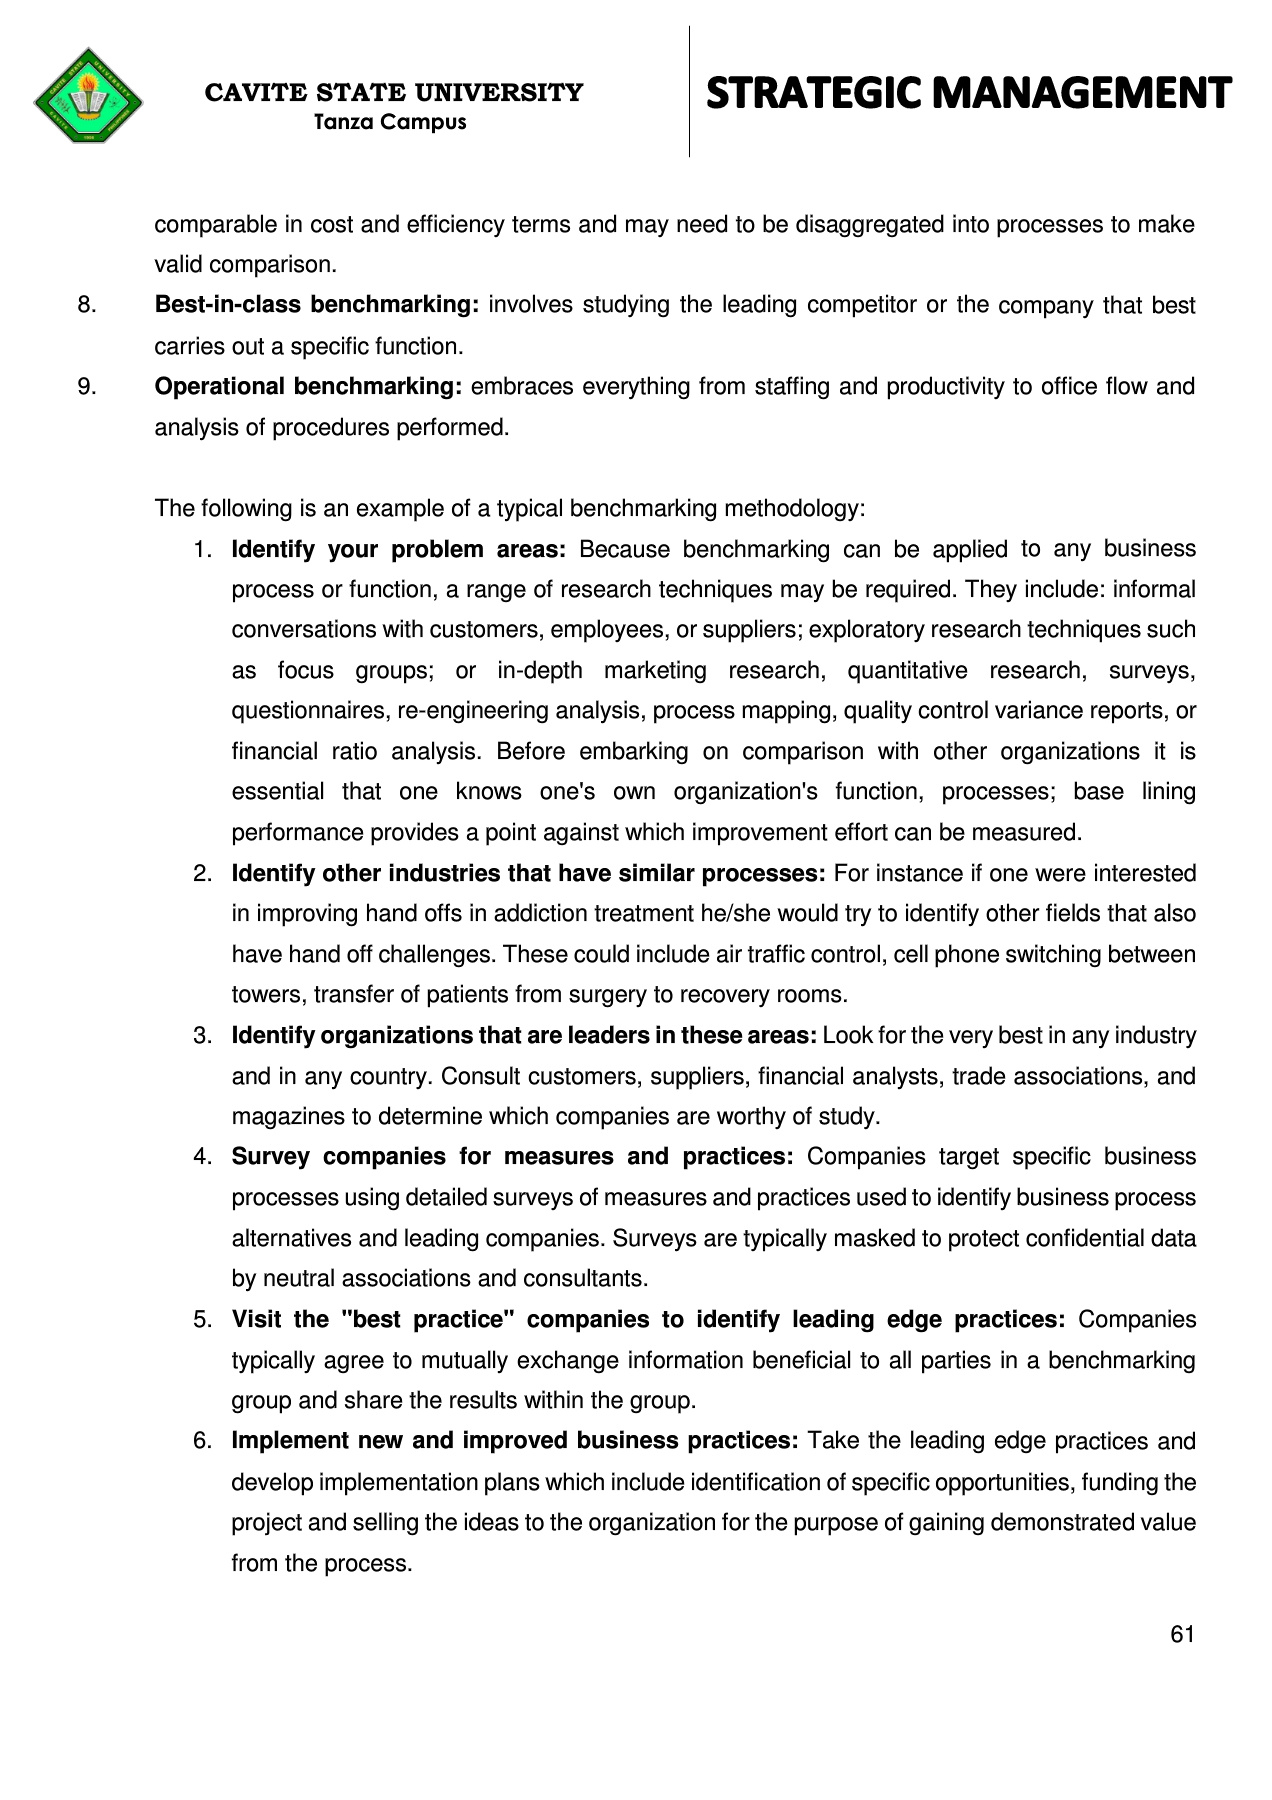 CAVITE STATE UNIVERSITY
Tanza Campus
STRATEGIC MANAGEMENT
comparable in cost and efficiency terms and may need to be disaggregated into processes to make
valid comparison.
8. Best-in-class benchmarking: involves studying the leading competitor or the company that best
carries out a specific function.
9. Operational benchmarking: embraces everything from staffing and productivity to office flow and
analysis of procedures performed.
The following is an example of a typical benchmarking methodology:
1. Identify your problem areas: Because benchmarking can be applied to any business
process or function, a range of research techniques may be required. They include: informal
conversations with customers, employees, or suppliers; exploratory research techniques such
as focus groups; or in-depth marketing research, quantitative research, surveys,
questionnaires, re-engineering analysis, process mapping, quality control variance reports, or
financial ratio analysis. Before embarking on comparison with other organizations it is
essential that one knows one's own organization's function, processes; base lining
performance provides a point against which improvement effort can be measured.
2. Identify other industries that have similar processes: For instance if one were interested
in improving hand offs in addiction treatment he/she would try to identify other fields that also
have hand off challenges. These could include air traffic control, cell phone switching between
towers, transfer of patients from surgery to recovery rooms.
3. Identify organizations that are leaders in these areas: Look for the very best in any industry
and in any country. Consult customers, suppliers, financial analysts, trade associations, and
magazines to determine which companies are worthy of study.
4. Survey companies for measures and practices: Companies target specific business
processes using detailed surveys of measures and practices used to identify business process
alternatives and leading companies. Surveys are typically masked to protect confidential data
by neutral associations and consultants.
5. Visit the "best practice" companies to identify leading edge practices: Companies
typically agree to mutually exchange information beneficial to all parties in a benchmarking
group and share the results within the group.
6. Implement new and improved business practices: Take the leading edge practices and
develop implementation plans which include identification of specific opportunities, funding the
project and selling the ideas to the organization for the purpose of gaining demonstrated value
from the process.
61